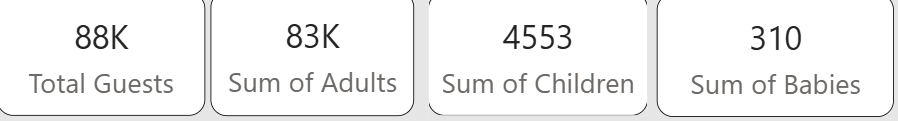 88K
Total Guests
83K
Sum of Adults
4553
Sum of Children
310
Sum of Babies